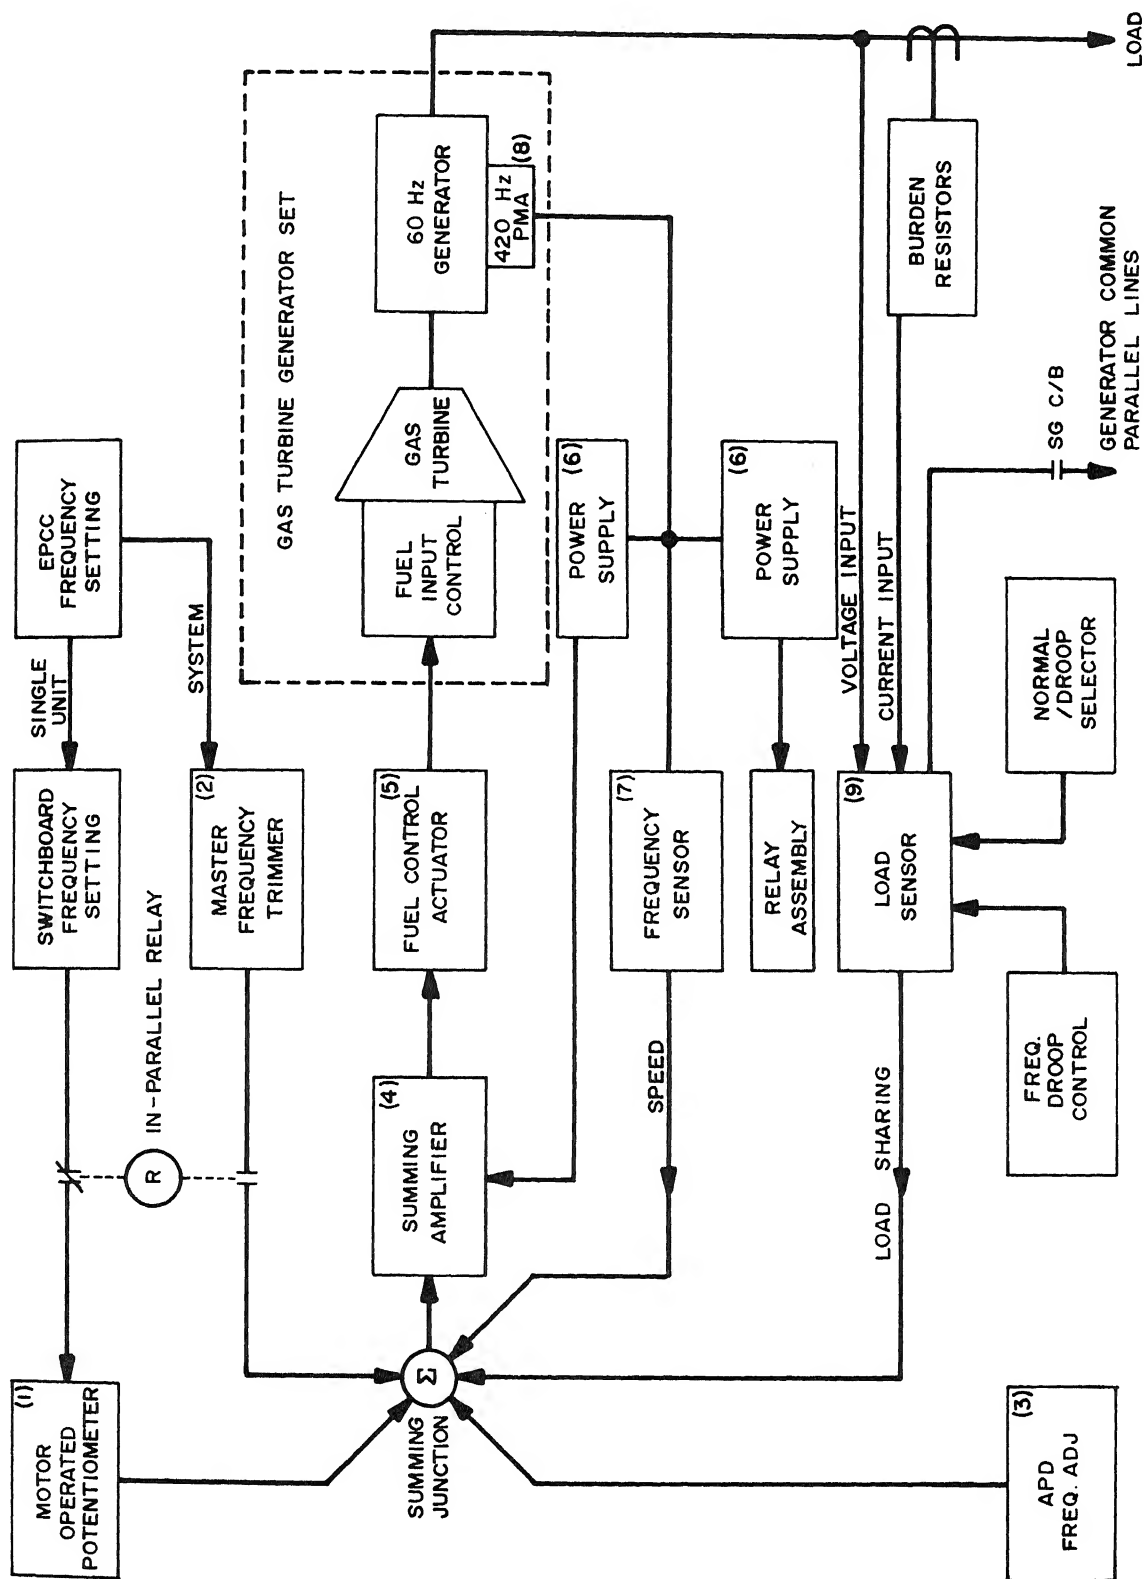 EPCC
FREQUENCY
SETTING
SINGLE
UNIT
SYSTEM
SWITCHBOARD
FREQUENCY
SETTING
(2)
MASTER
FREQUENCY
TRIMMER
IN-PARALLEL RELAY
R
(1)
MOTOR
OPERATED
POTENTIOMETER
GAS TURBINE GENERATOR SET
60 Hz
GENERATOR
420 Hz
PMA
(8)
GAS
TURBINE
FUEL
INPUT
CONTROL
(5)
FUEL CONTROL
ACTUATOR
(4)
SUMMING
AMPLIFIER
Σ
SUMMING
JUNCTION
(6)
POWER
SUPPLY
(6)
POWER
SUPPLY
(7)
FREQUENCY
SENSOR
SPEED
RELAY
ASSEMBLY
VOLTAGE INPUT
CURRENT INPUT
BURDEN
RESISTORS
LOAD
(9)
LOAD
SENSOR
LOAD SHARING
SG C/B
GENERATOR COMMON
PARALLEL LINES
NORMAL
/DROOP
SELECTOR
FREQ.
DROOP
CONTROL
(3)
APD
FREQ. ADJ